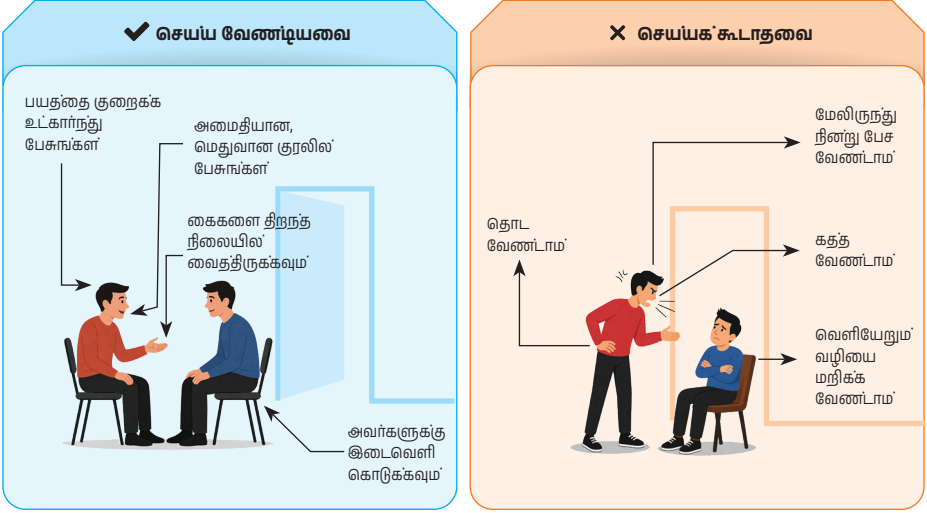 செய்ய வேண்டியவை
பயத்தை குறைக்க
உட்கார்ந்து
பேசுங்கள்
அமைதியான,
மெதுவான குரலில்
பேசுங்கள்
கைகளை திறந்த
நிலையில்
வைத்திருக்கவும்
அவர்களுக்கு
இடைவெளி
கொடுக்கவும்
செய்யக்கூடாதவை
மேலிருந்து
நின்று பேச
வேண்டாம்
தொட
வேண்டாம்
கத்த
வேண்டாம்
வெளியேறும்
வழியை
மறிக்க
வேண்டாம்